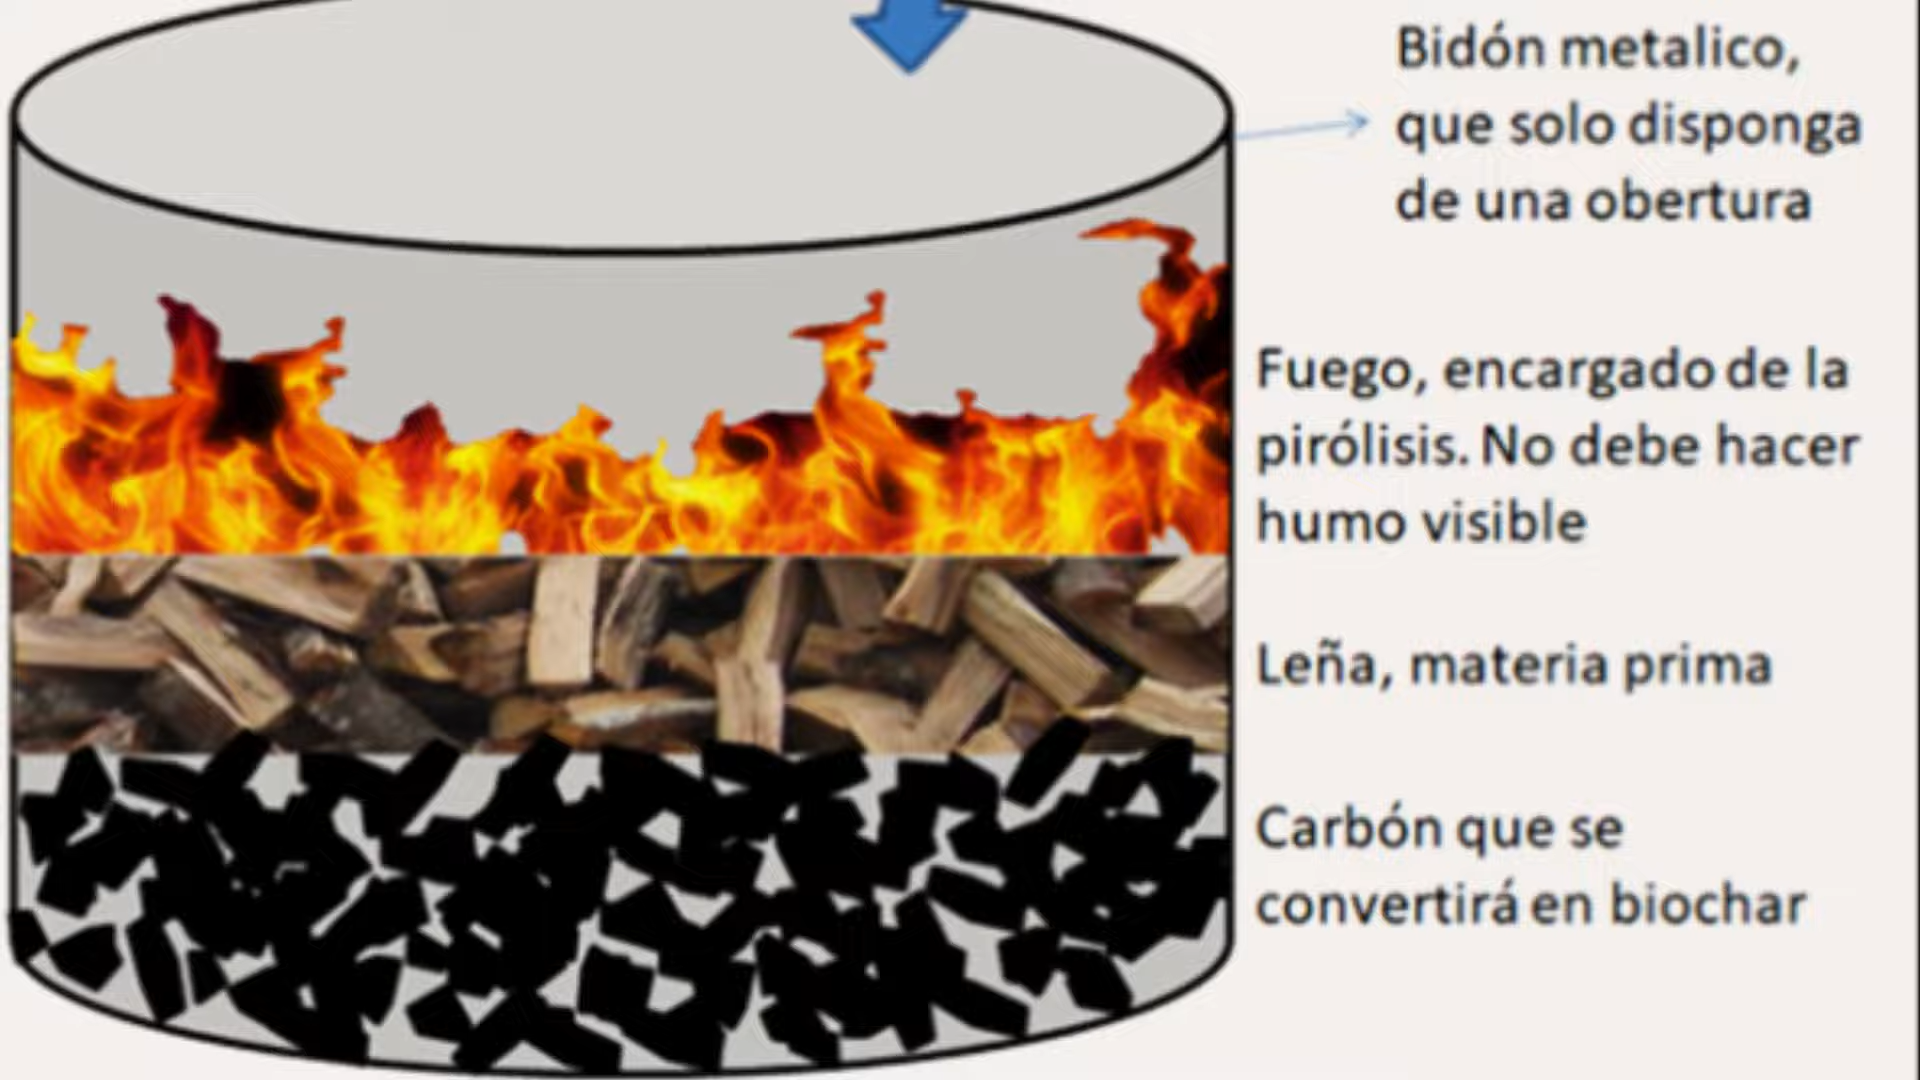 Bidón metalico,
que solo disponga
de una obertura
Fuego, encargado de la
pirólisis. No debe hacer
humo visible
Leña, materia prima
Carbón que se
convertirá en biochar